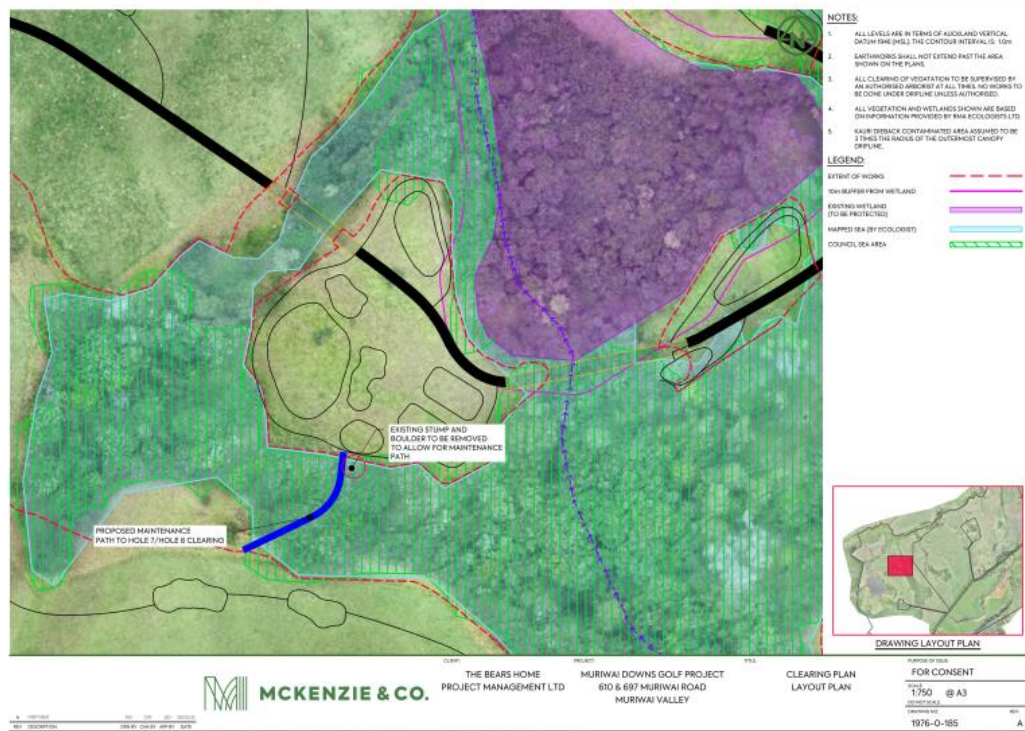 NOTES:
1. ALL LEVELS ARE IN TERMS OF AUCKLAND VERTICAL
DATUM 1946 (MSL). THE CONTOUR INTERVAL IS: 1.0m
2. EARTHWORKS SHALL NOT EXTEND PAST THE AREA
SHOWN ON THE PLANS.
3. ALL CLEARING OF VEGATATION TO BE SUPERVISED BY
AN AUTHORISED ARBORIST AT ALL TIMES. NO WORKS TO
BE DONE UNDER DRIPLINE UNLESS AUTHORISED.
4. ALL VEGETATION AND WETLANDS SHOWN ARE BASED
ON INFORMATION PROVIDED BY RMA ECOLOGISTS LTD.
5. KAURI DIEBACK CONTAMINATED AREA ASSUMED TO BE
3 TIMES THE RADIUS OF THE OUTERMOST CANOPY
DRIPLINE.
LEGEND:
EXTENT OF WORKS
10m BUFFER FROM WETLAND
EXISTING WETLAND
(TO BE PROTECTED)
MAPPED SEA (BY ECOLOGIST)
COUNCIL SEA AREA
EXISTING STUMP AND
BOULDER TO BE REMOVED
TO ALLOW FOR MAINTENANCE
PATH
PROPOSED MAINTENANCE
PATH TO HOLE 7/HOLE 8 CLEARING
DRAWING LAYOUT PLAN
MCKENZIE & CO.
CLIENT:
THE BEARS HOME
PROJECT MANAGEMENT LTD
PROJECT:
MURIWAI DOWNS GOLF PROJECT
610 & 697 MURIWAI ROAD
MURIWAI VALLEY
TITLE:
CLEARING PLAN
LAYOUT PLAN
PURPOSE OF ISSUE:
FOR CONSENT
SCALE
1:750 @ A3
DO NOT SCALE
DRAWING NO:
REV:
1976-0-185
A
REV DESCRIPTION
DATE